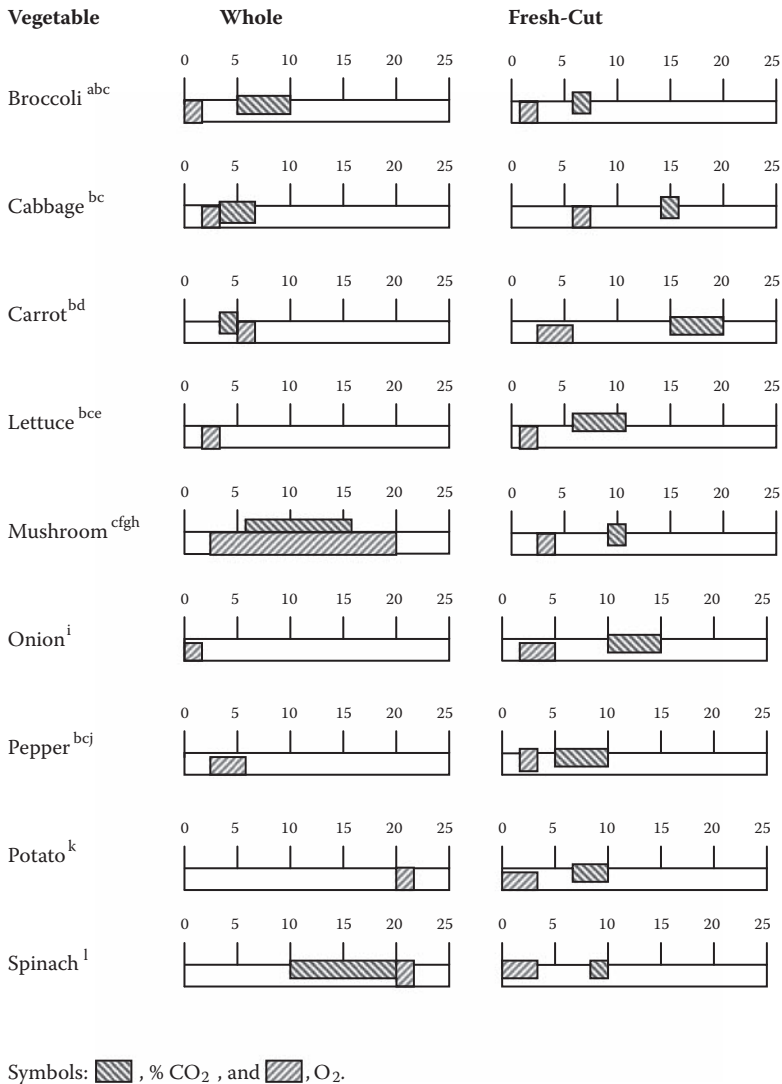 Vegetable Whole Fresh-Cut
0 5 10 15 20 25 0 5 10 15 20 25
Broccoli abc
0 5 10 15 20 25 0 5 10 15 20 25
Cabbage bc
0 5 10 15 20 25 0 5 10 15 20 25
Carrot bd
0 5 10 15 20 25 0 5 10 15 20 25
Lettuce bce
0 5 10 15 20 25 0 5 10 15 20 25
Mushroom cfgh
0 5 10 15 20 25 0 5 10 15 20 25
Onion i
0 5 10 15 20 25 0 5 10 15 20 25
Pepper bcj
0 5 10 15 20 25 0 5 10 15 20 25
Potato k
0 5 10 15 20 25 0 5 10 15 20 25
Spinach l
Symbols: , % CO2 , and , O2.